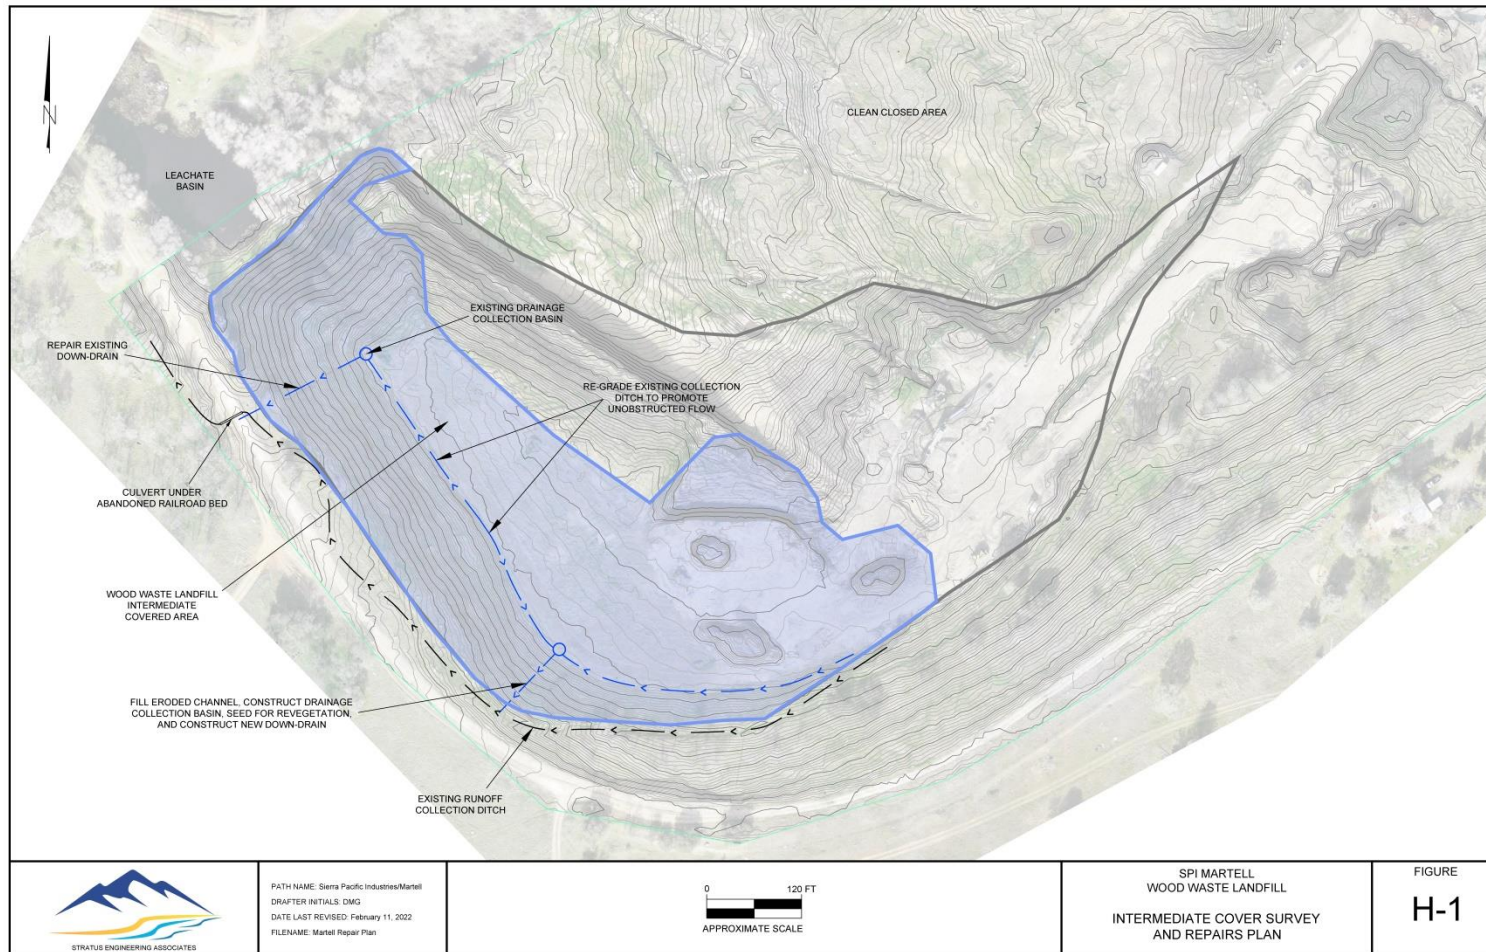 N
CLEAN CLOSED AREA
LEACHATE
BASIN
EXISTING DRAINAGE
COLLECTION BASIN
REPAIR EXISTING
DOWN-DRAIN
RE-GRADE EXISTING COLLECTION
DITCH TO PROMOTE
UNOBSTRUCTED FLOW
CULVERT UNDER
ABANDONED RAILROAD BED
WOOD WASTE LANDFILL
INTERMEDIATE
COVERED AREA
FILL ERODED CHANNEL, CONSTRUCT DRAINAGE
COLLECTION BASIN, SEED FOR REVEGETATION,
AND CONSTRUCT NEW DOWN-DRAIN
EXISTING RUNOFF
COLLECTION DITCH
STRATUS ENGINEERING ASSOCIATES
PATH NAME: Sierra Pacific Industries/Martell
DRAFTER INITIALS: DMG
DATE LAST REVISED: February 11, 2022
FILENAME: Martell Repair Plan
0 120 FT
APPROXIMATE SCALE
SPI MARTELL
WOOD WASTE LANDFILL
INTERMEDIATE COVER SURVEY
AND REPAIRS PLAN
FIGURE
H-1